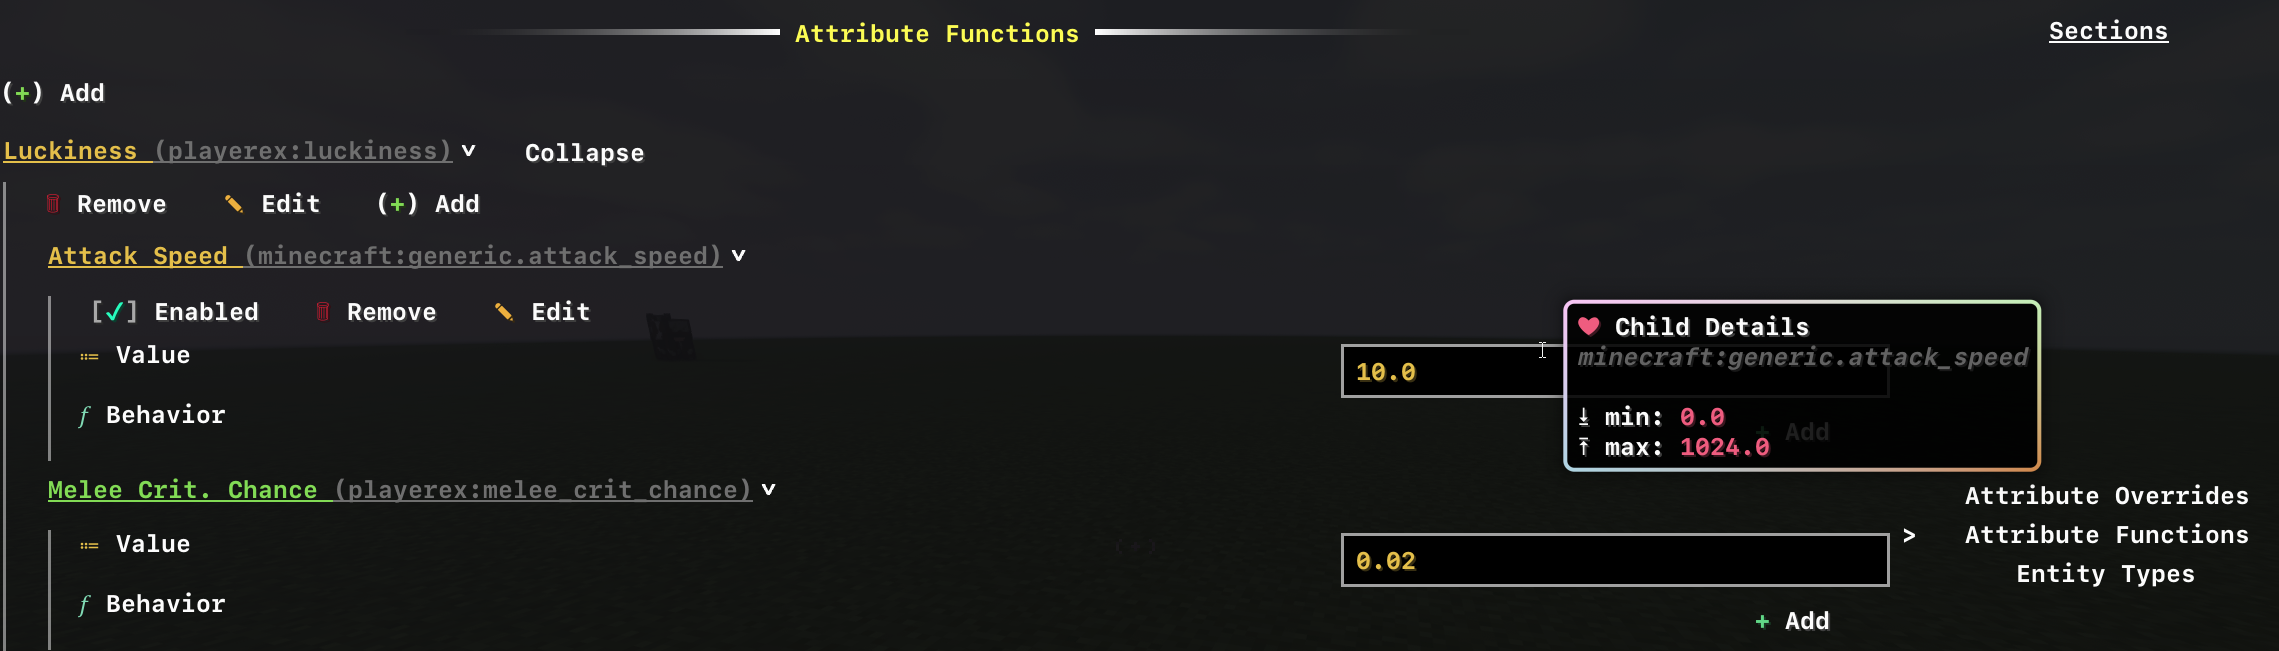 Attribute Functions
Sections
(+) Add
Luckiness (playerex:luckiness) v Collapse
Remove Edit (+) Add
Attack Speed (minecraft:generic.attack_speed) v
[✓] Enabled Remove Edit
Child Details
minecraft:generic.attack_speed
min: 0.0
max: 1024.0
Value
10.0
ƒ Behavior
+ Add
Melee Crit. Chance (playerex:melee_crit_chance) v
Value
0.02
ƒ Behavior
+ Add
Attribute Overrides
> Attribute Functions
Entity Types